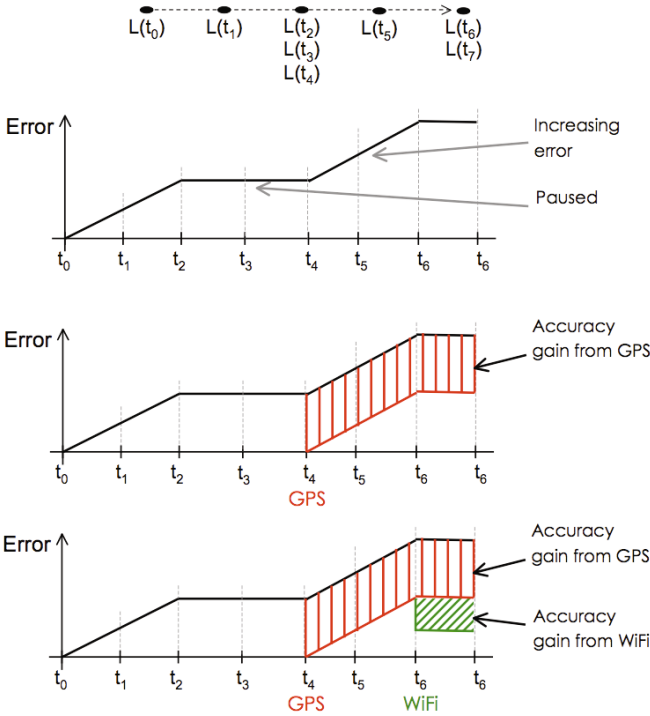 L(t0) L(t1) L(t2) L(t5) L(t6)
L(t3) L(t7)
L(t4)
Error
Increasing
error
Paused
t0 t1 t2 t3 t4 t5 t6 t6
Error
Accuracy
gain from GPS
t0 t1 t2 t3 t4 t5 t6 t6
GPS
Error
Accuracy
gain from GPS
Accuracy
gain from WiFi
t0 t1 t2 t3 t4 t5 t6 t6
GPS WiFi